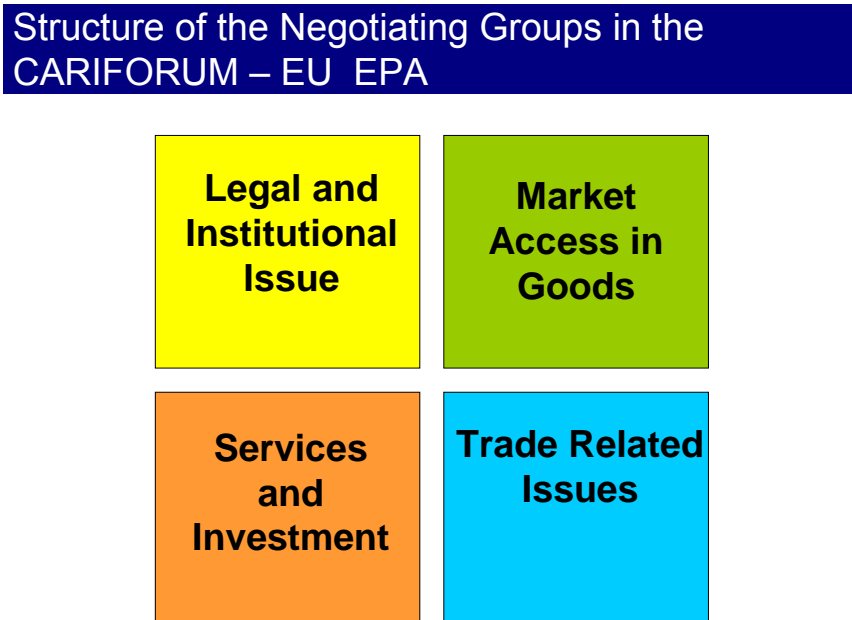 Structure of the Negotiating Groups in the
CARIFORUM – EU EPA
Legal and
Institutional
Issue
Market
Access in
Goods
Services
and
Investment
Trade Related
Issues